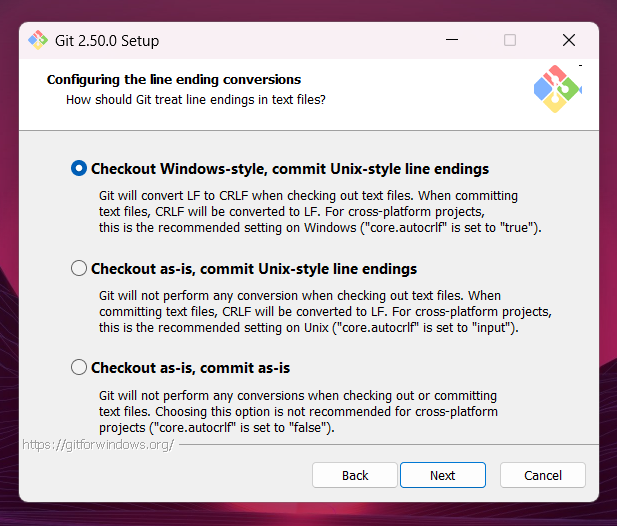 Git 2.50.0 Setup
Configuring the line ending conversions
How should Git treat line endings in text files?
Checkout Windows-style, commit Unix-style line endings
Git will convert LF to CRLF when checking out text files. When committing
text files, CRLF will be converted to LF. For cross-platform projects,
this is the recommended setting on Windows ("core.autocrlf" is set to "true").
Checkout as-is, commit Unix-style line endings
Git will not perform any conversion when checking out text files. When
committing text files, CRLF will be converted to LF. For cross-platform projects,
this is the recommended setting on Unix ("core.autocrlf" is set to "input").
Checkout as-is, commit as-is
Git will not perform any conversions when checking out or committing
text files. Choosing this option is not recommended for cross-platform
projects ("core.autocrlf" is set to "false").
https://gitforwindows.org/
Back Next Cancel